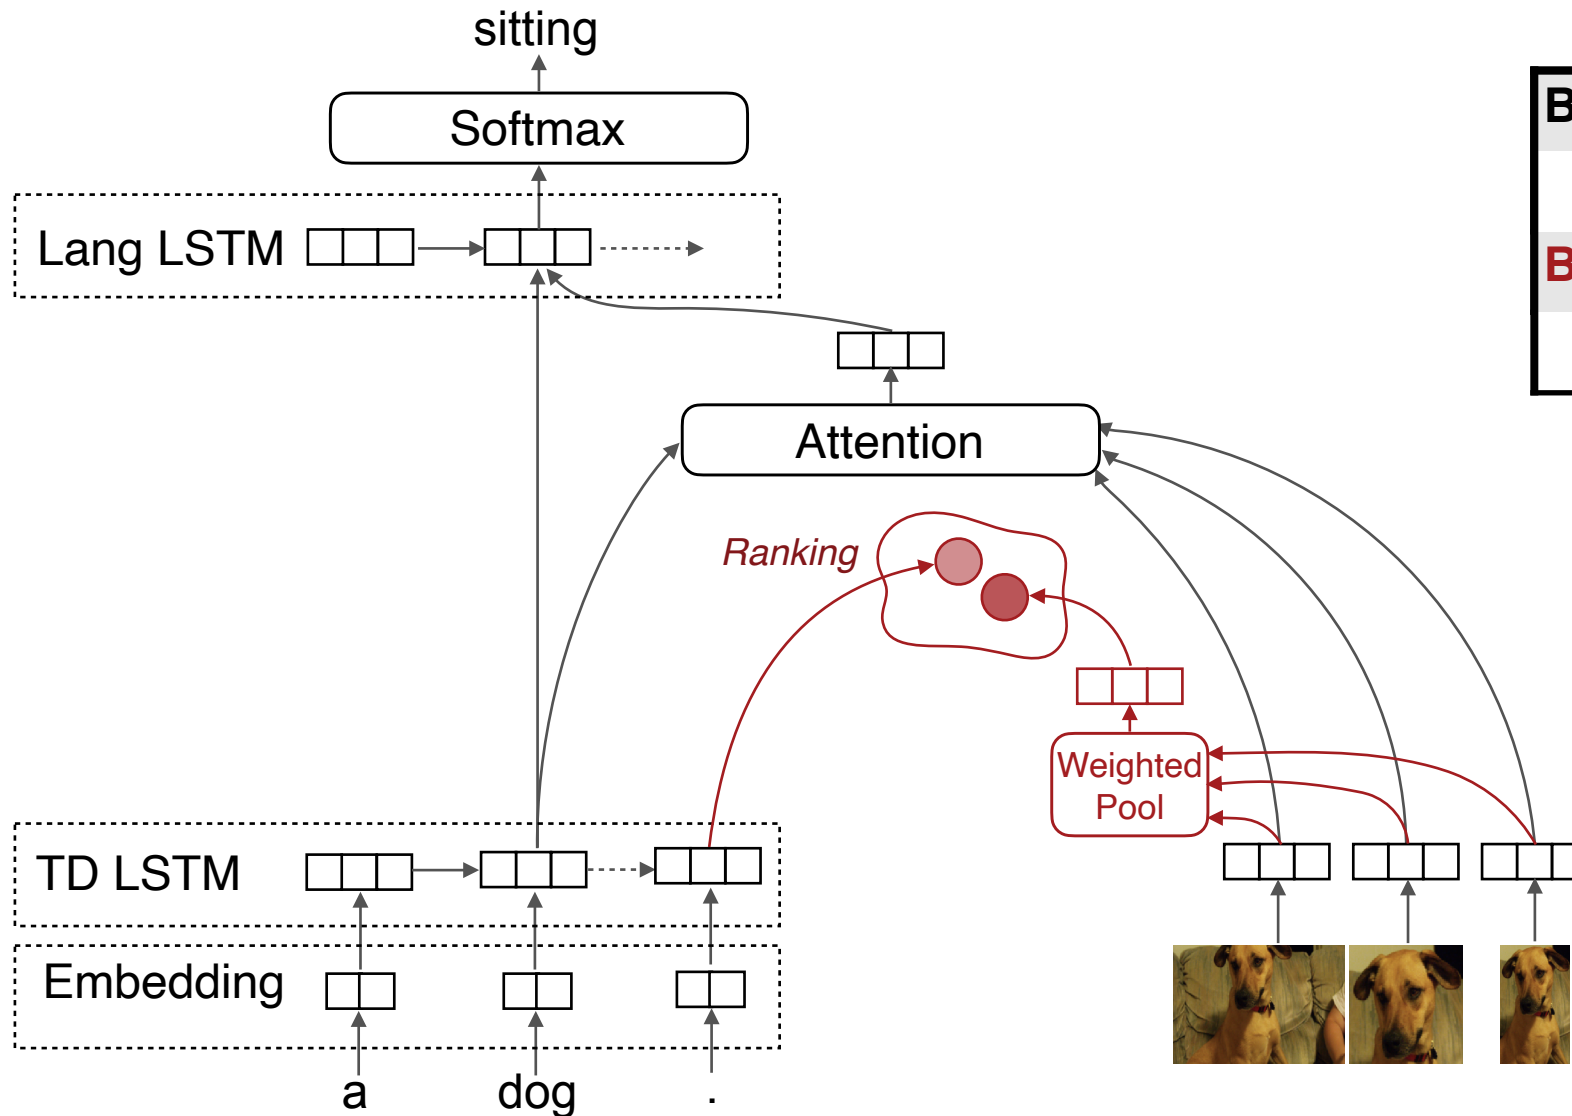 sitting
Softmax
B
Lang LSTM
B
Attention
Ranking
Weighted
Pool
TD LSTM
Embedding
a dog .